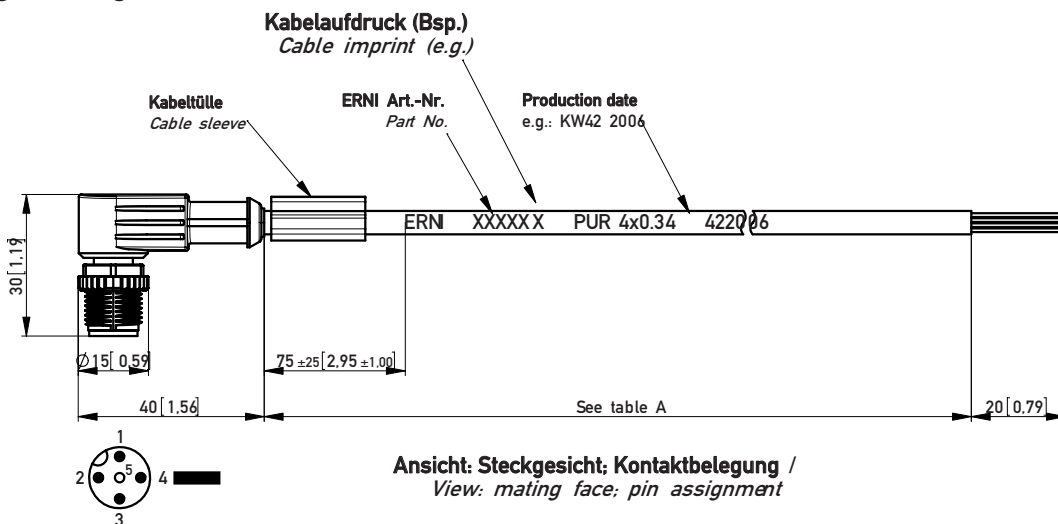 Kabelaufdruck (Bsp.)
Cable imprint (e.g.)
Kabeltülle
Cable sleeve
ERNI Art.-Nr.
Part No.
Production date
e.g.: KW42 2006
ERNI XXXXXX PUR 4x0.34 422006
30[1.19
Ø15[0,59]
75 ±25[2,95 ±1,00]
40[1,56]
See table A
20[0,79]
1
2
5
4
3
Ansicht: Steckgesicht; Kontaktbelegung /
View: mating face; pin assignment